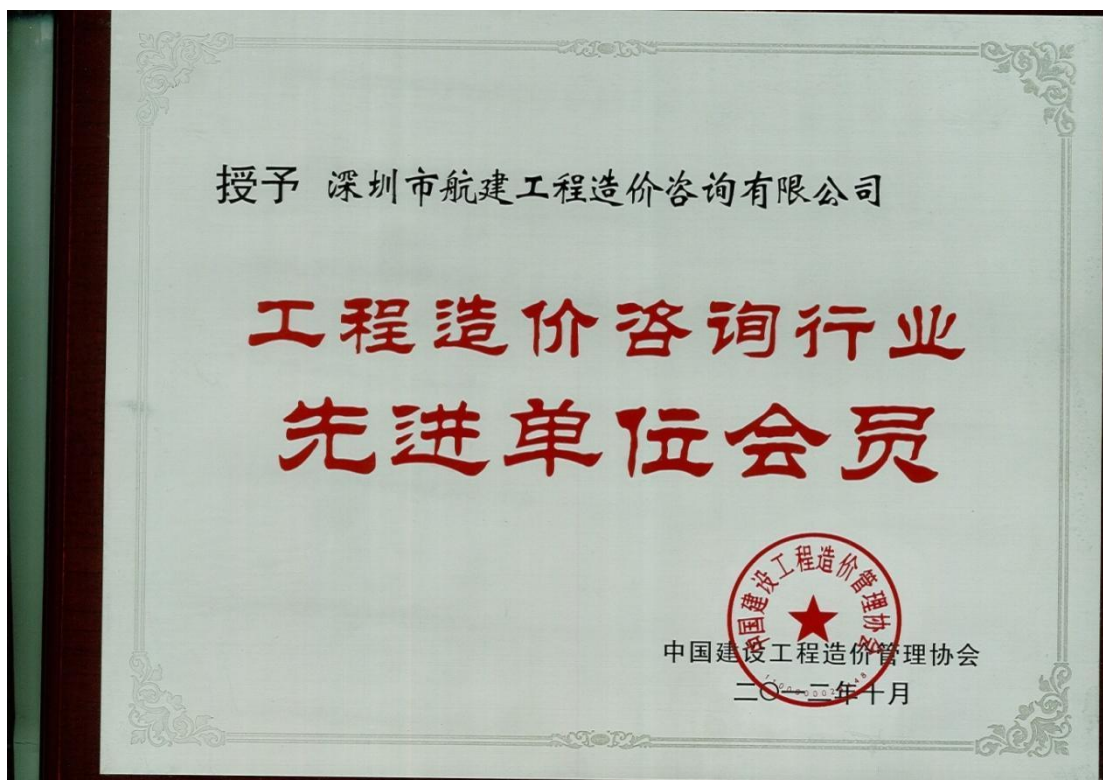 授予 深圳市航建工程造价咨询有限公司
工程造价咨询行业
先进单位会员
中国建设工程造价管理协会
中国建设工程造价管理协会
二〇一二年十月